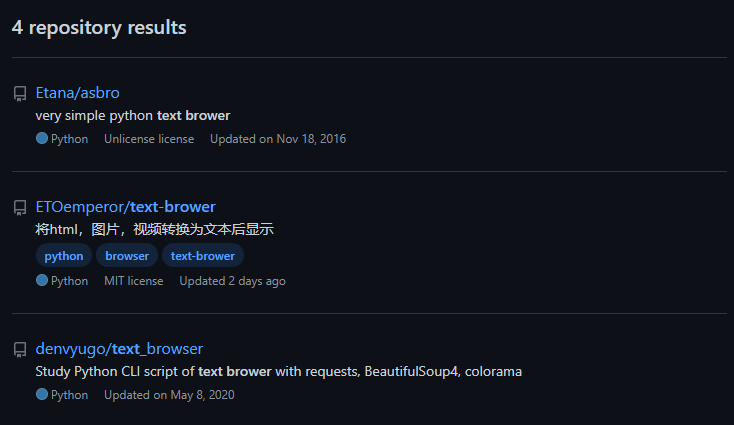 4 repository results
Etana/asbro
very simple python text brower
Python Unlicense license Updated on Nov 18, 2016
ETOemperor/text-brower
将html，图片，视频转换为文本后显示
python browser text-brower
Python MIT license Updated 2 days ago
denvyugo/text_browser
Study Python CLI script of text brower with requests, BeautifulSoup4, colorama
Python Updated on May 8, 2020